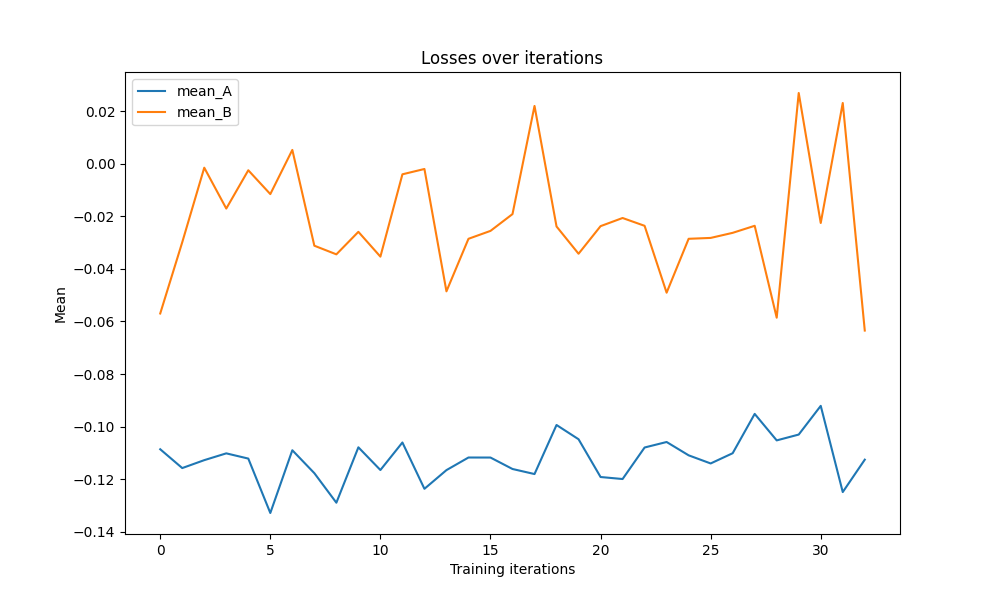 Losses over iterations
mean_A
mean_B
0.02
0.00
−0.02
−0.04
−0.06
−0.08
−0.10
−0.12
−0.14
Mean
0 5 10 15 20 25 30
Training iterations